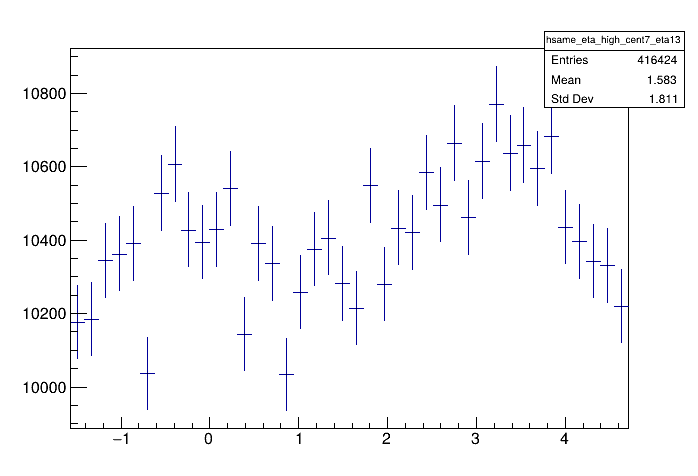 hsame_eta_high_cent7_eta13
Entries 416424
Mean 1.583
Std Dev 1.811
10800
10600
10400
10200
10000
−1 0 1 2 3 4